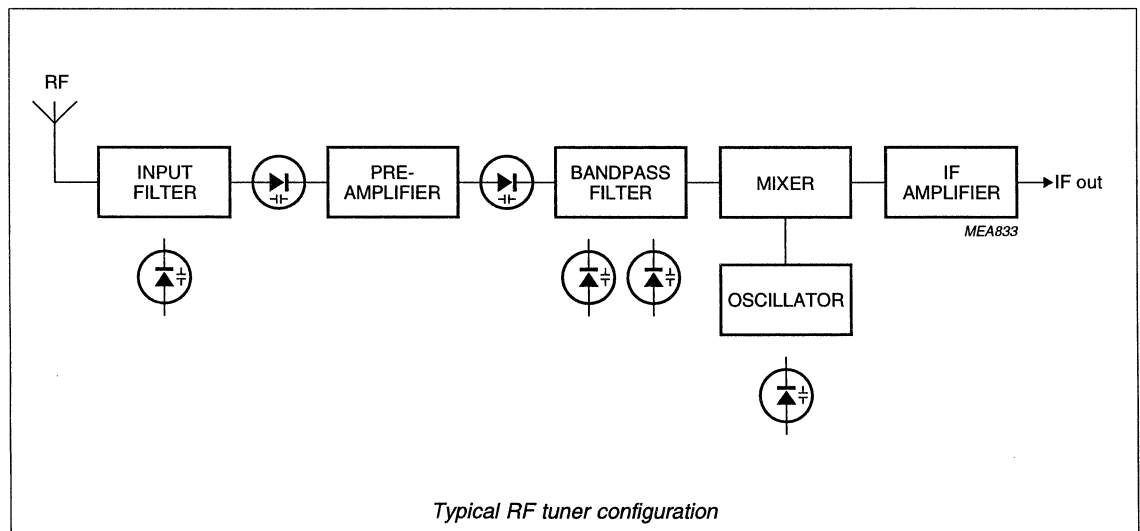 RF
INPUT
FILTER
PRE-
AMPLIFIER
BANDPASS
FILTER
MIXER
IF
AMPLIFIER
IF out
MEA833
OSCILLATOR
Typical RF tuner configuration